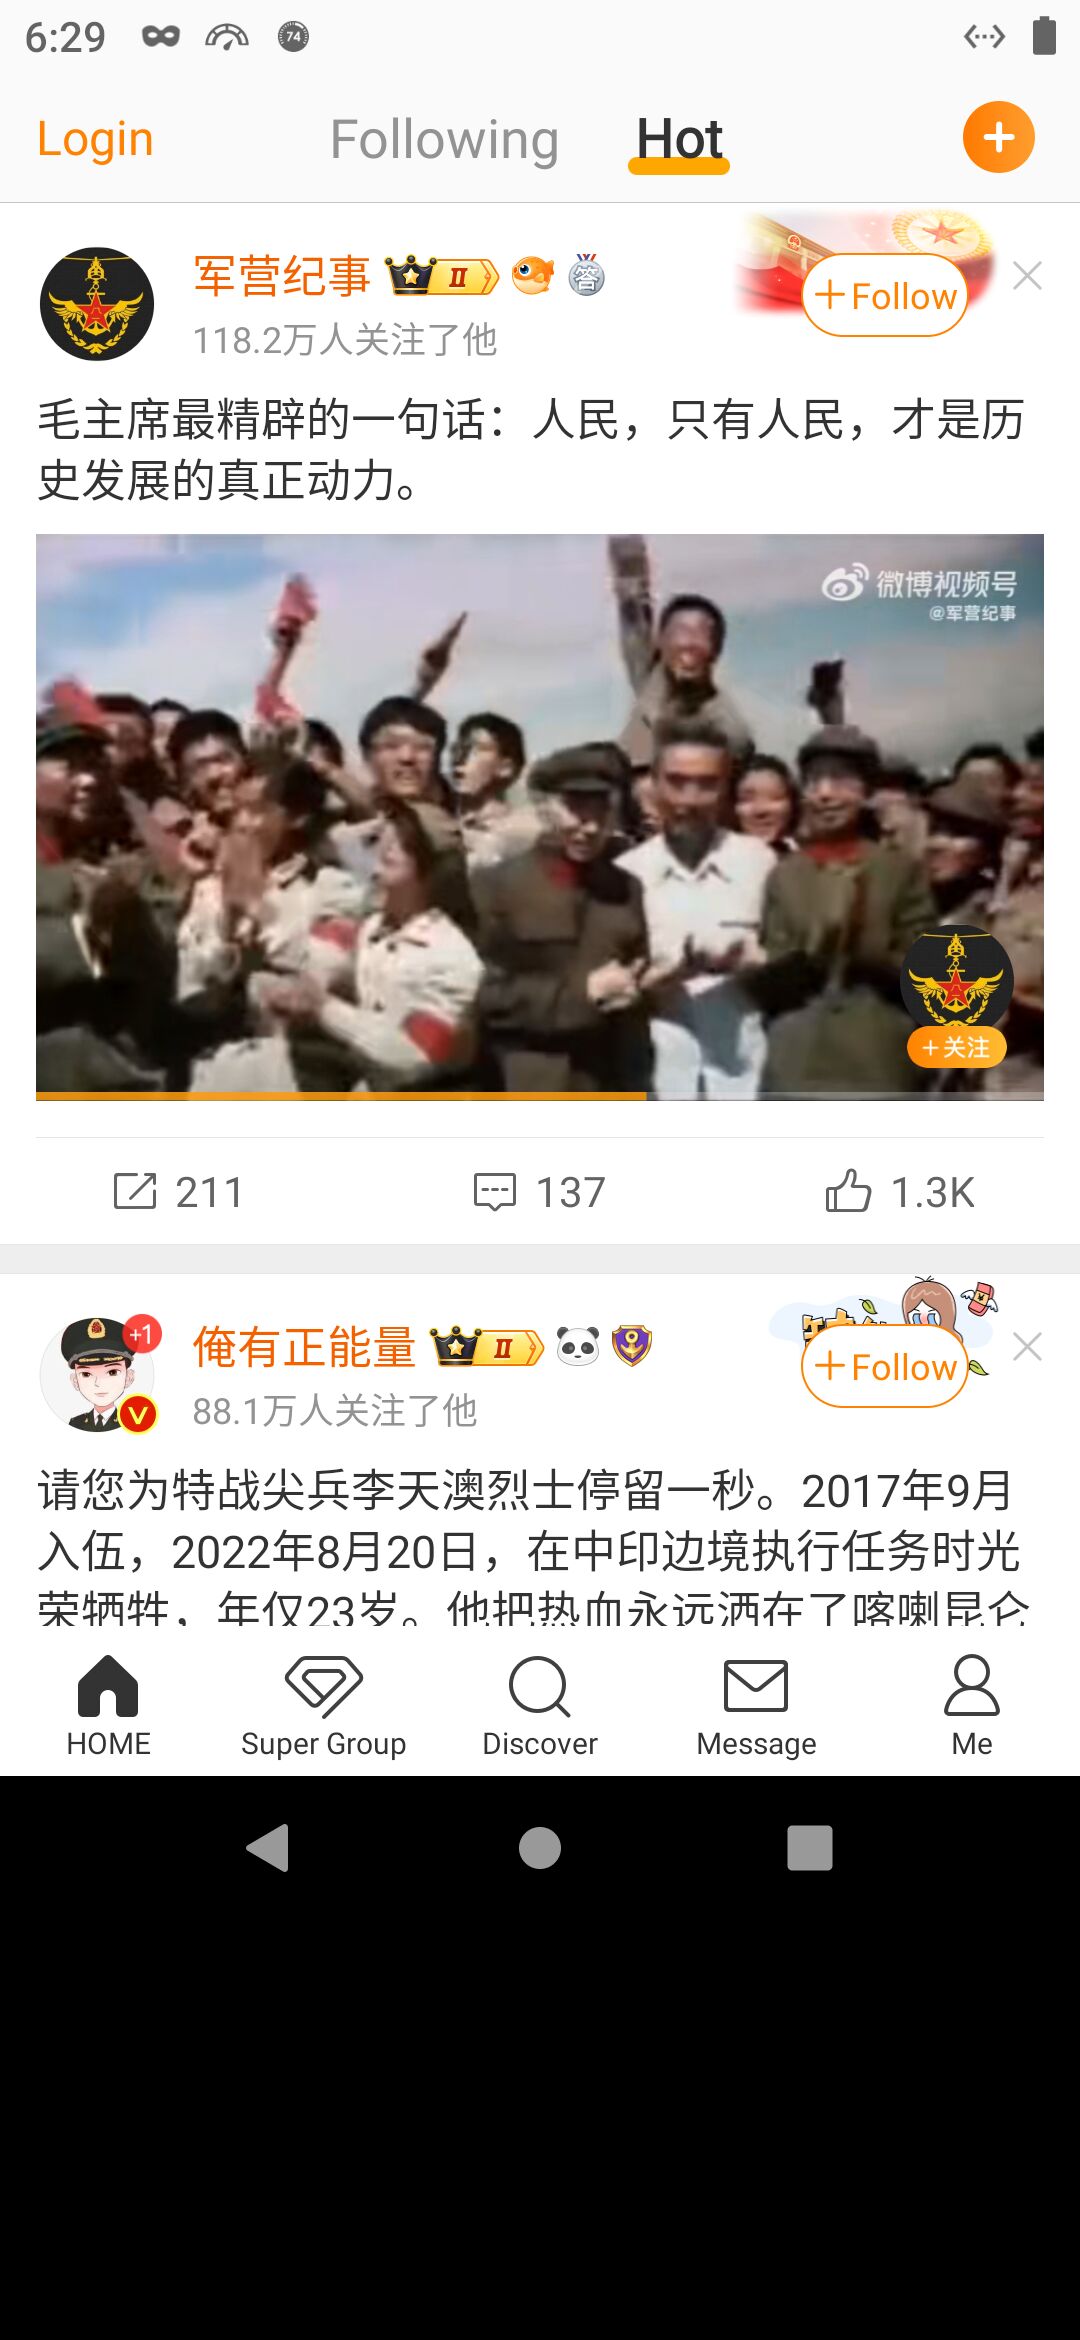 6:29
74
Login
Following
Hot
军营纪事
II
答
118.2万人关注了他
Follow
毛主席最精辟的一句话：人民，只有人民，才是历
史发展的真正动力。
微博视频号
@军营纪事
+关注
211
137
1.3K
+1
V
俺有正能量
II
88.1万人关注了他
Follow
请您为特战尖兵李天澳烈士停留一秒。2017年9月
入伍，2022年8月20日，在中印边境执行任务时光
荣牺牲，年仅23岁。他把热血永远洒在了喀喇昆仑
HOME
Super Group
Discover
Message
Me